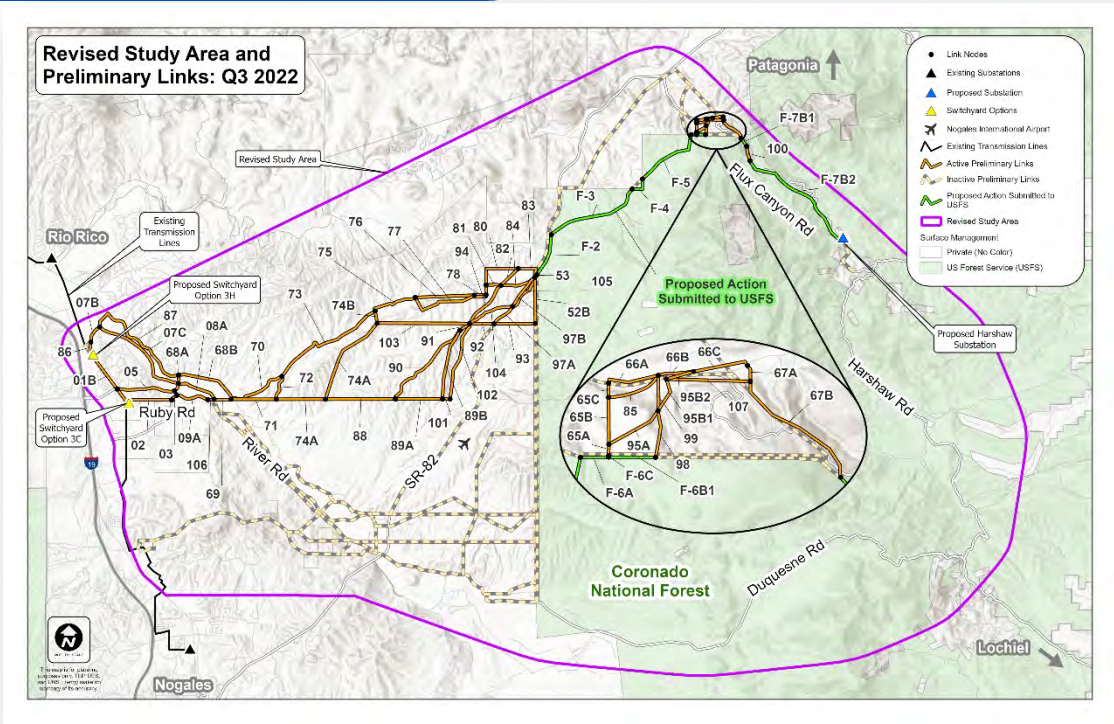 Revised Study Area and
Preliminary Links: Q3 2022
Patagonia
Link Nodes
Existing Substations
Proposed Substation
Switchyard Options
Nogales International Airport
Existing Transmission Lines
Active Preliminary Links
Inactive Preliminary Links
Proposed Action Submitted to
USFS
Revised Study Area
Surface Management
Private (No Color)
US Forest Service (USFS)
Revised Study Area
F-7B1
100
F-7B2
Flux Canyon Rd
F-5
F-4
F-3
F-2
83
84
80
81
82
94
76
77
78
75
73
74B
53
105
52B
97B
97A
93
Existing
Transmission
Lines
Rio Rico
Proposed Switchyard
Option 3H
07B
87
07C
08A
86
68A
68B
70
01B
05
72
74A
103
90
91
92
104
102
Proposed
Switchyard
Option 3C
Ruby Rd
02
03
09A
106
69
71
74A
88
89A
101
89B
River Rd
SR-82
19
Proposed Action
Submitted to USFS
Proposed Harshaw
Substation
Harshaw Rd
66A
66B
66C
67A
67B
65C
65B
65A
85
95A
95B2
95B1
99
107
98
F-6A
F-6C
F-6B1
Coronado
National Forest
Duquesne Rd
Lochiel
Nogales
N